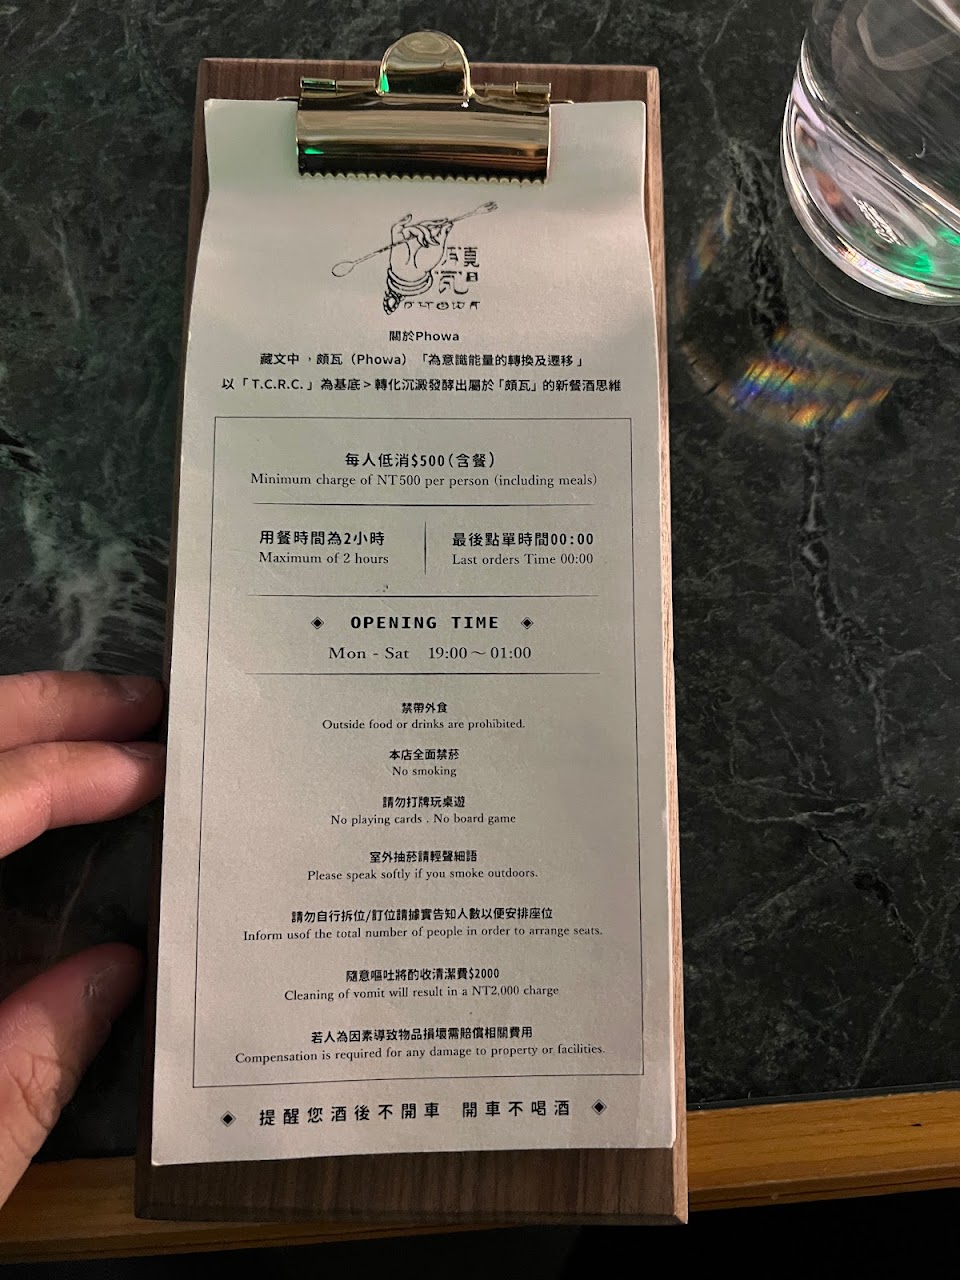 頗瓦
PHOWA
關於Phowa
藏文中，頗瓦（Phowa）「為意識能量的轉換及遷移」
以「T.C.R.C.」為基底>轉化沉澱發酵出屬於「頗瓦」的新餐酒思維
每人低消$500(含餐)
Minimum charge of NT500 per person (including meals)
用餐時間為2小時
Maximum of 2 hours
最後點單時間00:00
Last orders Time 00:00
◈ OPENING TIME ◈
Mon - Sat 19:00～01:00
禁帶外食
Outside food or drinks are prohibited.
本店全面禁菸
No smoking
請勿打牌玩桌遊
No playing cards . No board game
室外抽菸請輕聲細語
Please speak softly if you smoke outdoors.
請勿自行拆位/訂位請據實告知人數以便安排座位
Inform usof the total number of people in order to arrange seats.
隨意嘔吐將酌收清潔費$2000
Cleaning of vomit will result in a NT2,000 charge
若人為因素導致物品損壞需賠償相關費用
Compensation is required for any damage to property or facilities.
◈ 提醒您酒後不開車 開車不喝酒 ◈